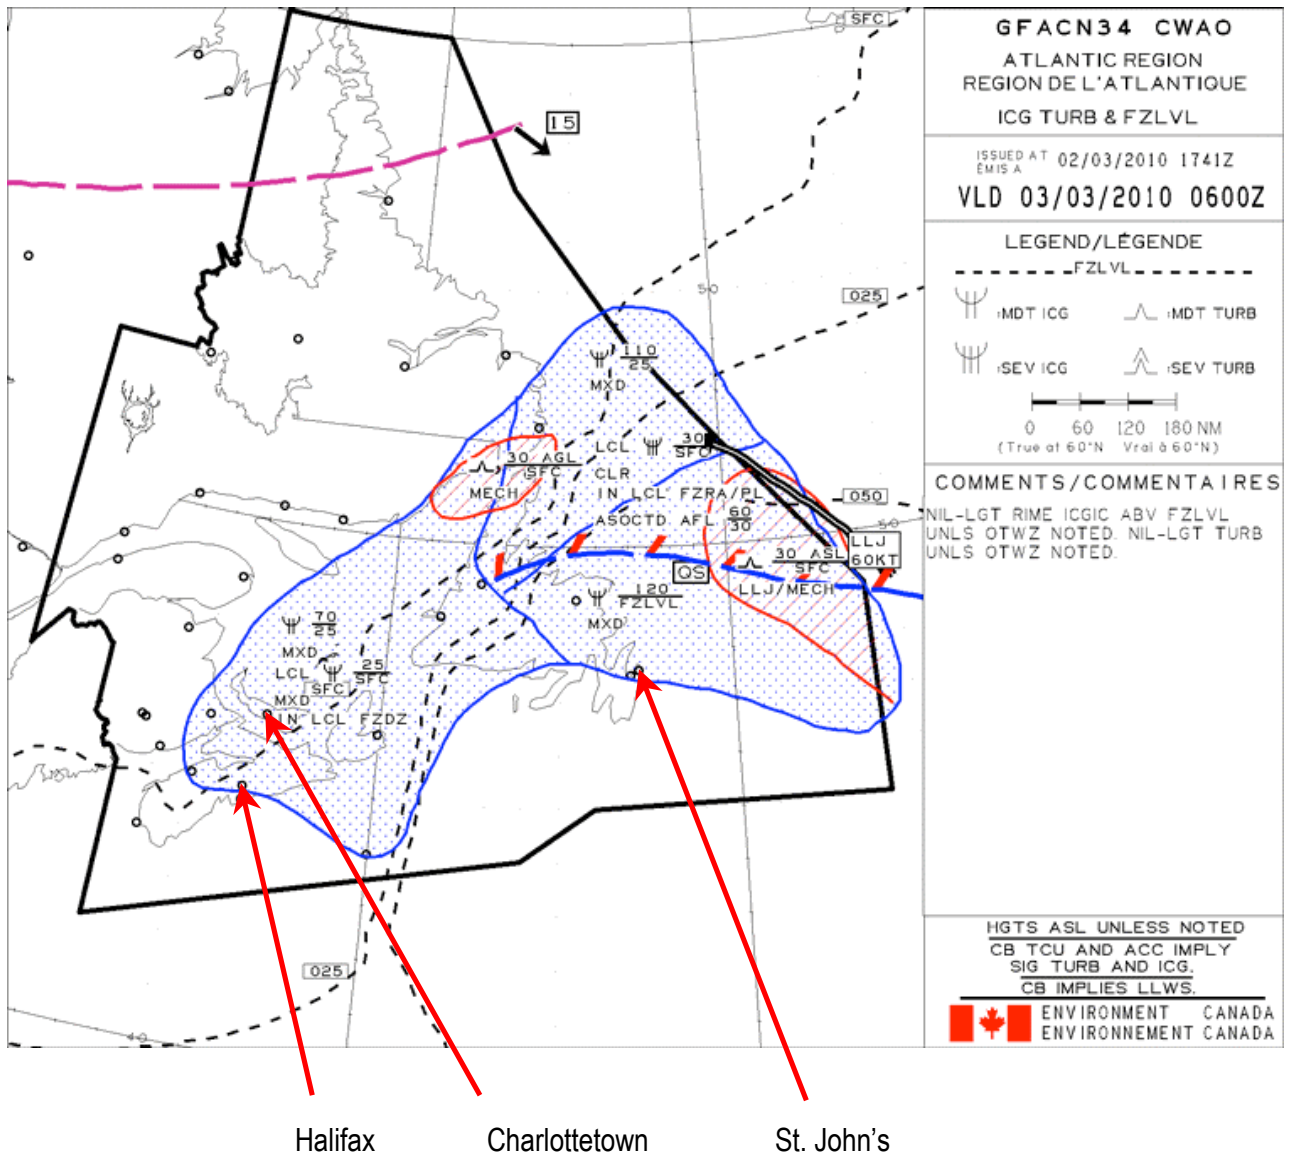 SFC
15
50
025
110
25
MXD
LCL
30
SFC
CLR
IN LCL FZRA/PL
ASOCTD AFL
60
30
30 AGL
SFC
MECH
050
50
LLJ
60KT
30 ASL
SFC
LLJ/MECH
QS
120
FZLVL
MXD
70
25
MXD
LCL
25
SFC
SFC
MXD
IN LCL FZDZ
025
40
GFACN34 CWAO
ATLANTIC REGION
REGION DE L'ATLANTIQUE
ICG TURB & FZLVL
ISSUED AT
ÉMIS A
02/03/2010 1741Z
VLD 03/03/2010 0600Z
LEGEND/LÉGENDE
FZLVL
:MDT ICG
:MDT TURB
:SEV ICG
:SEV TURB
0 60 120 180 NM
(True at 60°N Vrai à 60°N)
COMMENTS/COMMENTAIRES
NIL-LGT RIME ICGIC ABV FZLVL
UNLS OTWZ NOTED. NIL-LGT TURB
UNLS OTWZ NOTED.
HGTS ASL UNLESS NOTED
CB TCU AND ACC IMPLY
SIG TURB AND ICG.
CB IMPLIES LLWS.
ENVIRONMENT CANADA
ENVIRONNEMENT CANADA
Halifax
Charlottetown
St. John's